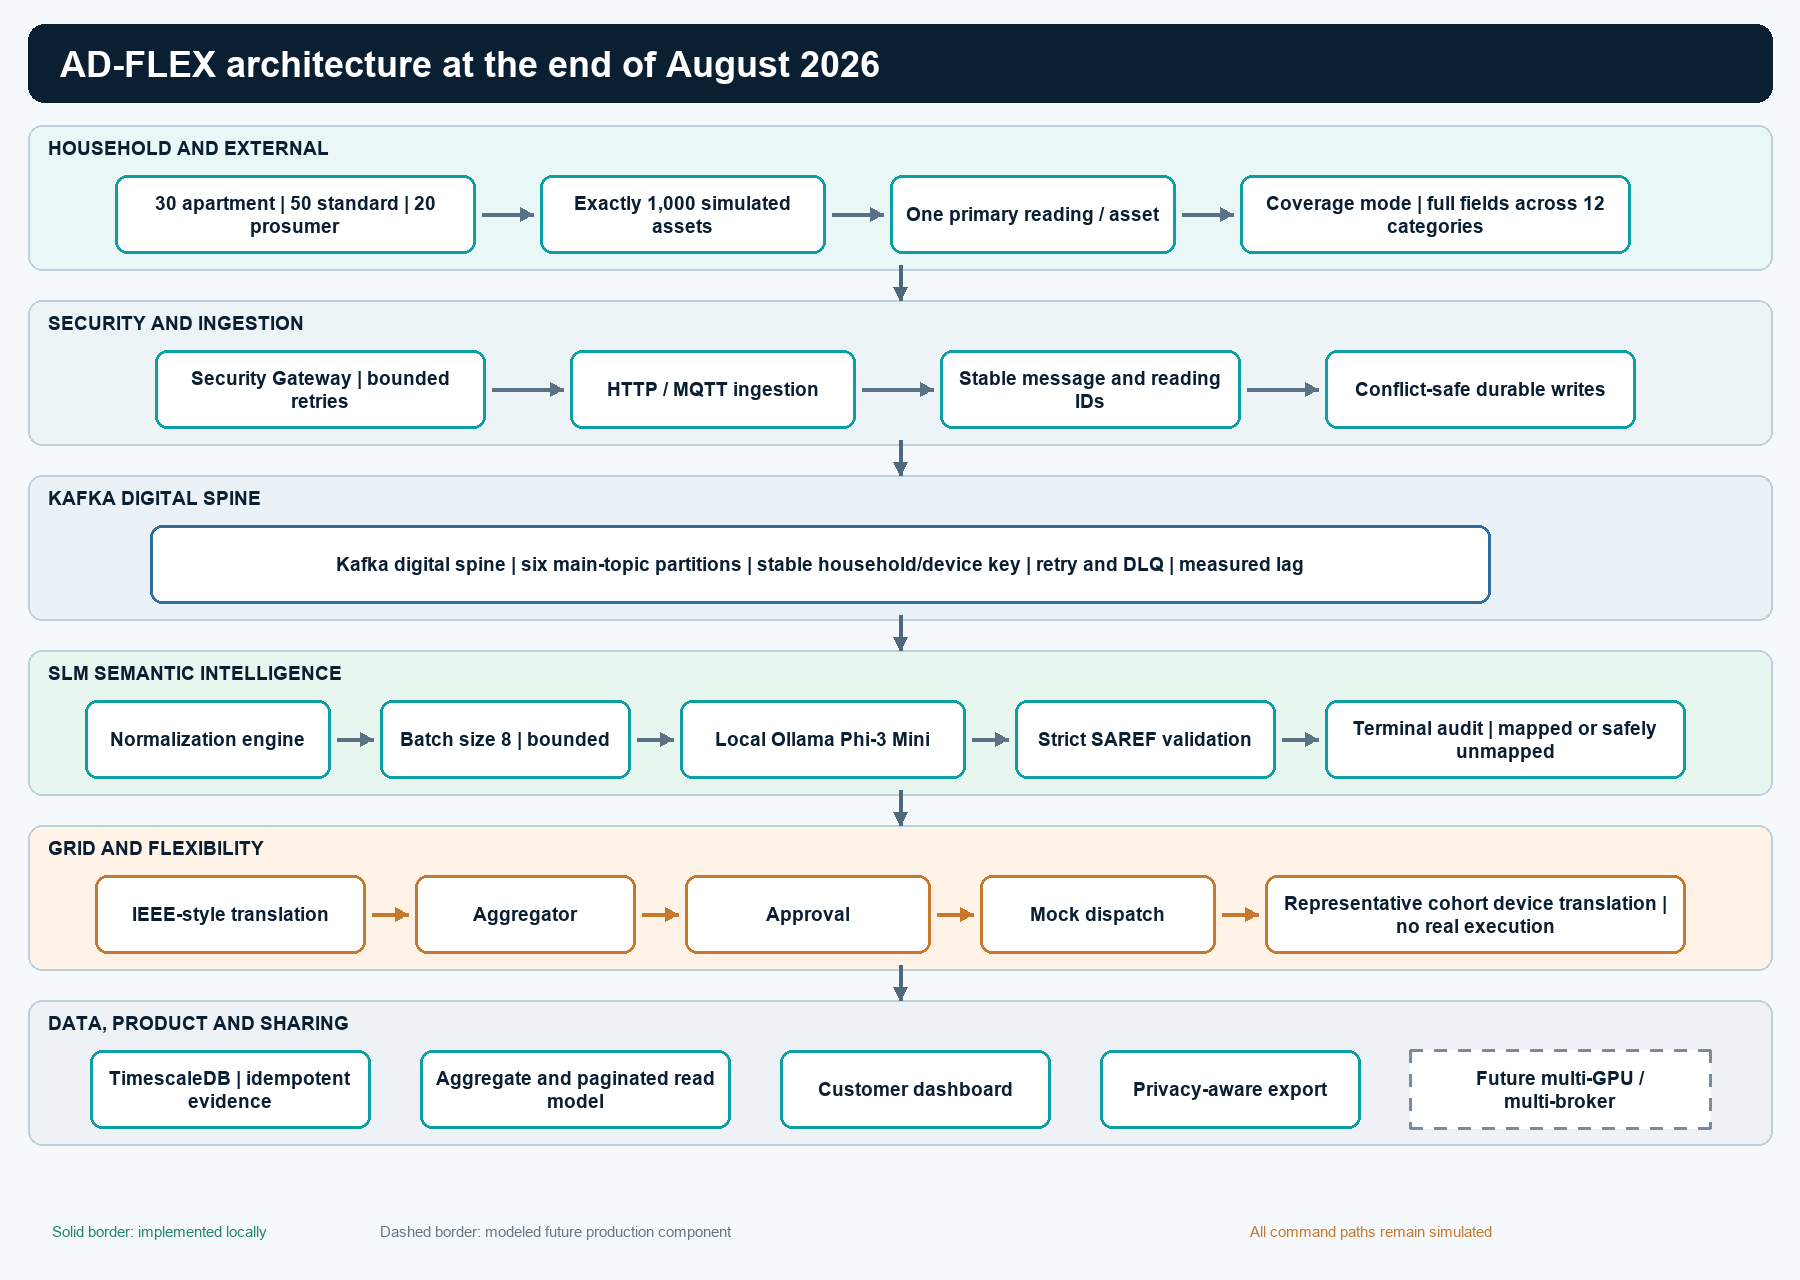 AD-FLEX architecture at the end of August 2026
HOUSEHOLD AND EXTERNAL
30 apartment | 50 standard | 20
prosumer
Exactly 1,000 simulated
assets
One primary reading / asset
Coverage mode | full fields across 12
categories
SECURITY AND INGESTION
Security Gateway | bounded
retries
HTTP / MQTT ingestion
Stable message and reading
IDs
Conflict-safe durable writes
KAFKA DIGITAL SPINE
Kafka digital spine | six main-topic partitions | stable household/device key | retry and DLQ | measured lag
SLM SEMANTIC INTELLIGENCE
Normalization engine
Batch size 8 | bounded
Local Ollama Phi-3 Mini
Strict SAREF validation
Terminal audit | mapped or safely
unmapped
GRID AND FLEXIBILITY
IEEE-style translation
Aggregator
Approval
Mock dispatch
Representative cohort device translation |
no real execution
DATA, PRODUCT AND SHARING
TimescaleDB | idempotent
evidence
Aggregate and paginated read
model
Customer dashboard
Privacy-aware export
Future multi-GPU /
multi-broker
Solid border: implemented locally
Dashed border: modeled future production component
All command paths remain simulated